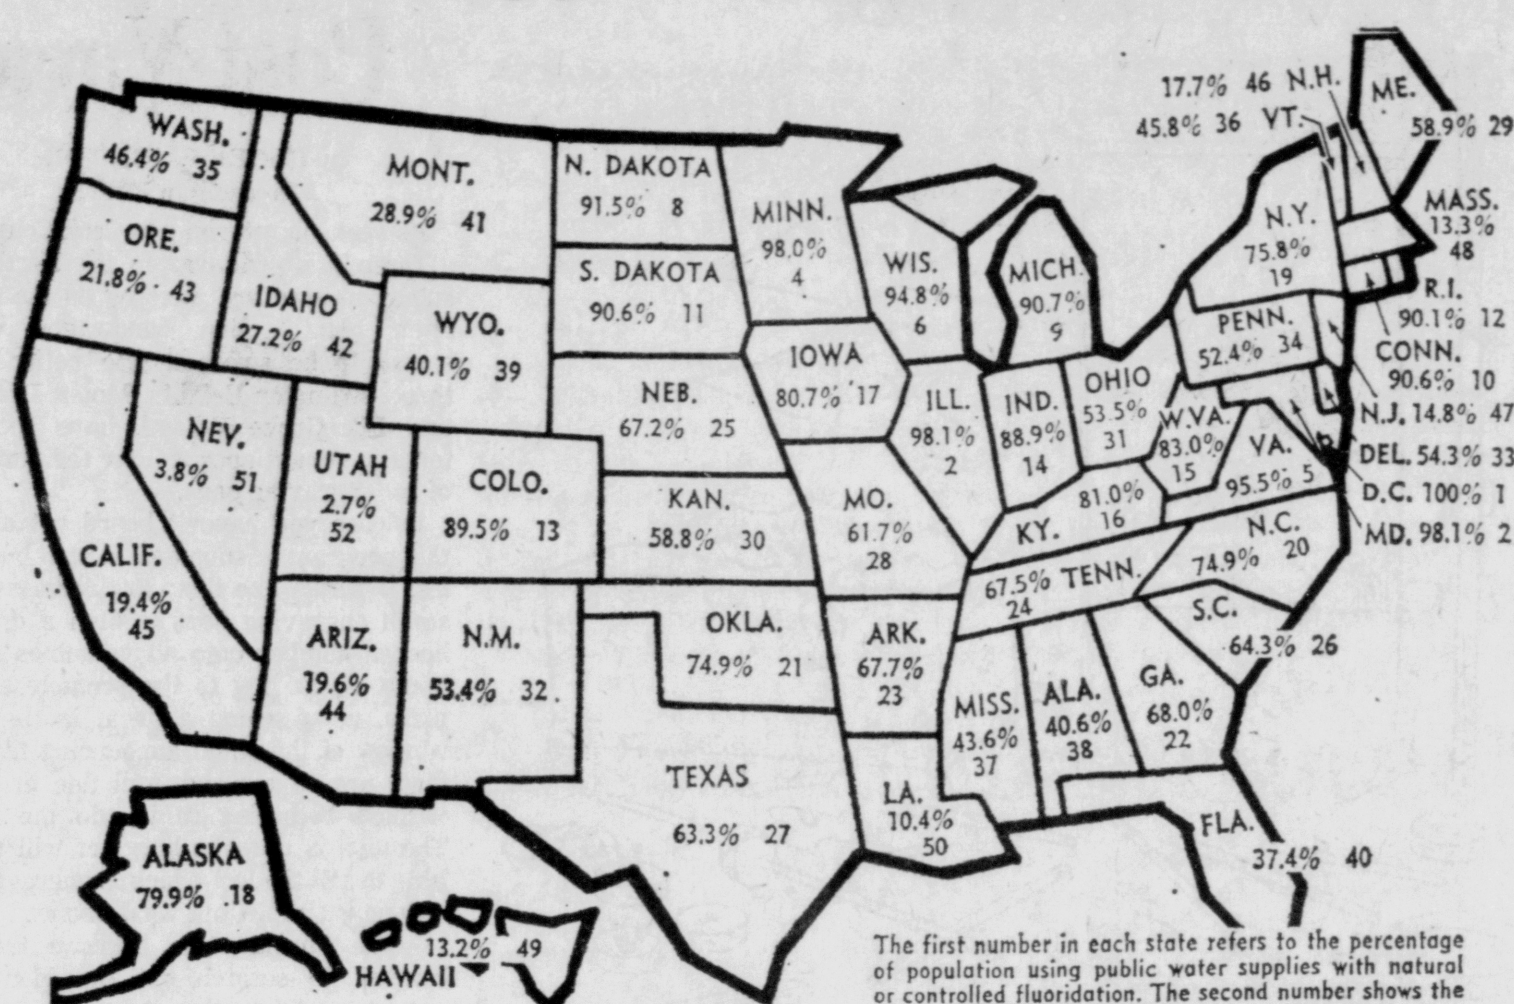 17.7% 46 N.H.
45.8% 36 VT.
ME.
58.9% 29
WASH.
46.4% 35
MONT.
28.9% 41
N. DAKOTA
91.5% 8
MINN.
98.0%
4
ORE.
21.8% 43
IDAHO
27.2% 42
WYO.
40.1% 39
S. DAKOTA
90.6% 11
WIS.
94.8%
6
MICH.
90.7%
9
N.Y.
75.8%
19
MASS.
13.3%
48
R.I.
90.1% 12
CONN.
90.6% 10
N.J. 14.8% 47
DEL. 54.3% 33
D.C. 100% 1
MD. 98.1% 2
PENN.
52.4% 34
NEB.
67.2% 25
IOWA
80.7% 17
ILL.
98.1%
2
IND.
88.9%
14
OHIO
53.5%
31
W.VA.
83.0%
15
VA.
95.5% 5
NEV.
3.8% 51
UTAH
2.7%
52
COLO.
89.5% 13
KAN.
58.8% 30
MO.
61.7%
28
81.0%
16
KY.
N.C.
74.9% 20
CALIF.
19.4%
45
67.5% TENN.
24
S.C.
64.3% 26
ARIZ.
19.6%
44
N.M.
53.4% 32
OKLA.
74.9% 21
ARK.
67.7%
23
MISS.
43.6%
37
ALA.
40.6%
38
GA.
68.0%
22
TEXAS
63.3% 27
LA.
10.4%
50
FLA.
37.4% 40
ALASKA
79.9% 18
13.2% 49
HAWAII
The first number in each state refers to the percentage
of population using public water supplies with natural
or controlled fluoridation. The second number shows the